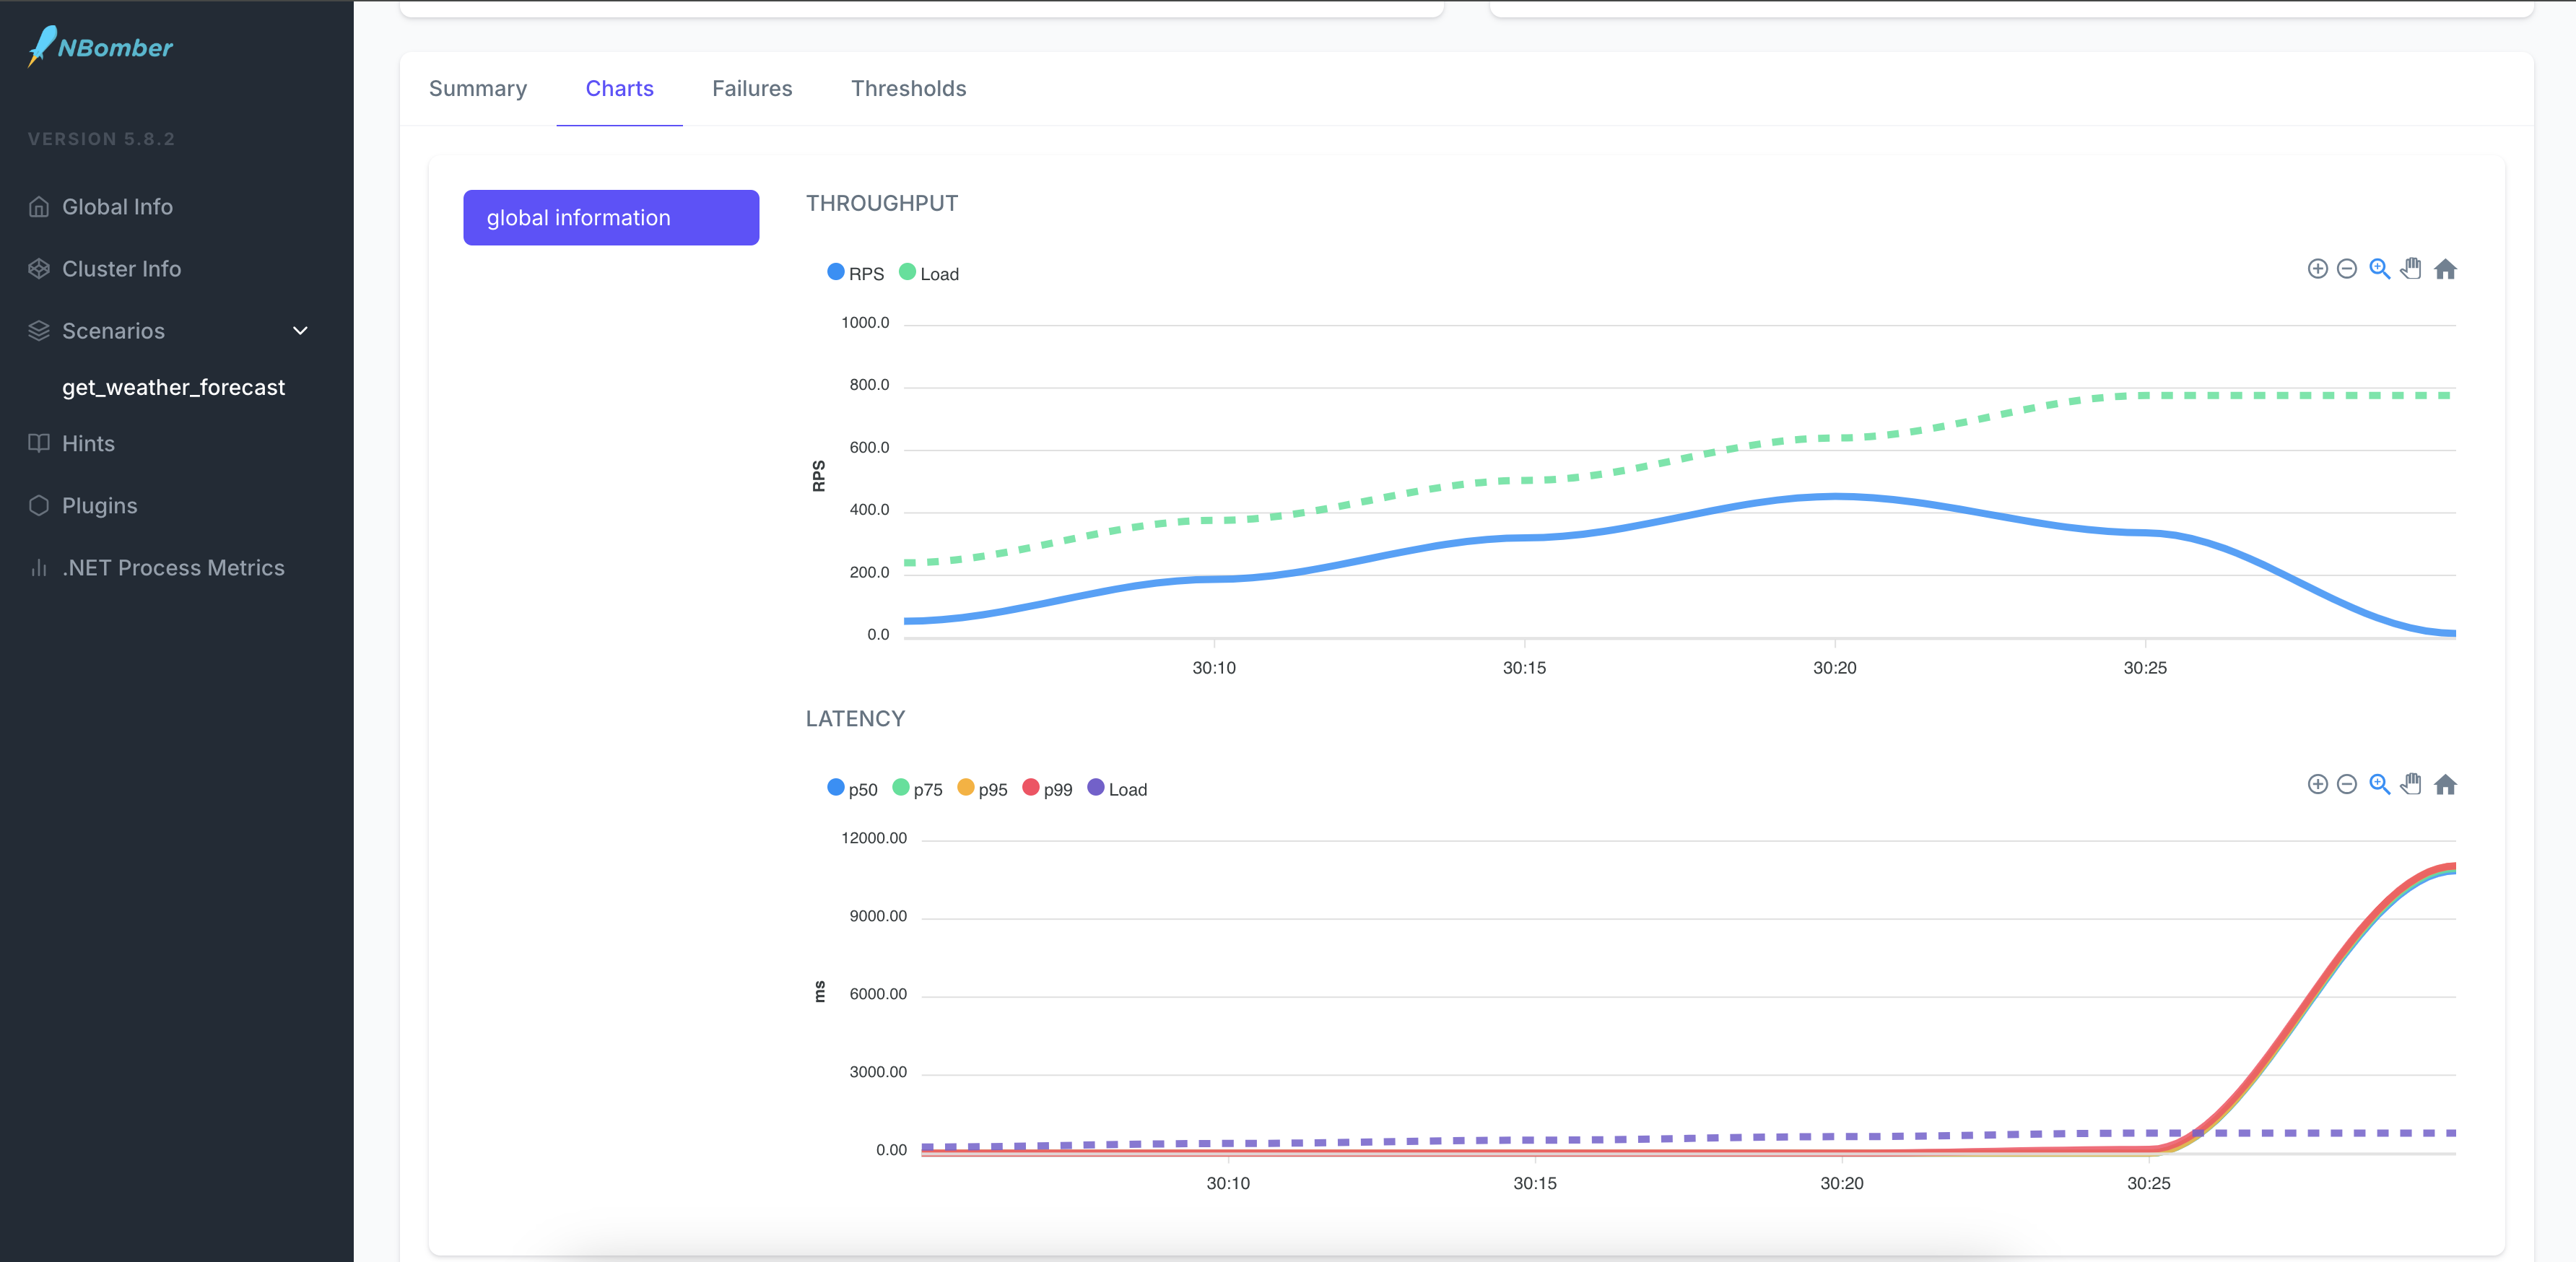 NBomber
VERSION 5.8.2
Global Info
Cluster Info
Scenarios
get_weather_forecast
Hints
Plugins
.NET Process Metrics
Summary Charts Failures Thresholds
global information
THROUGHPUT
RPS Load
1000.0
800.0
600.0
400.0
200.0
0.0
RPS
30:10 30:15 30:20 30:25
LATENCY
p50 p75 p95 p99 Load
12000.00
9000.00
6000.00
3000.00
0.00
ms
30:10 30:15 30:20 30:25